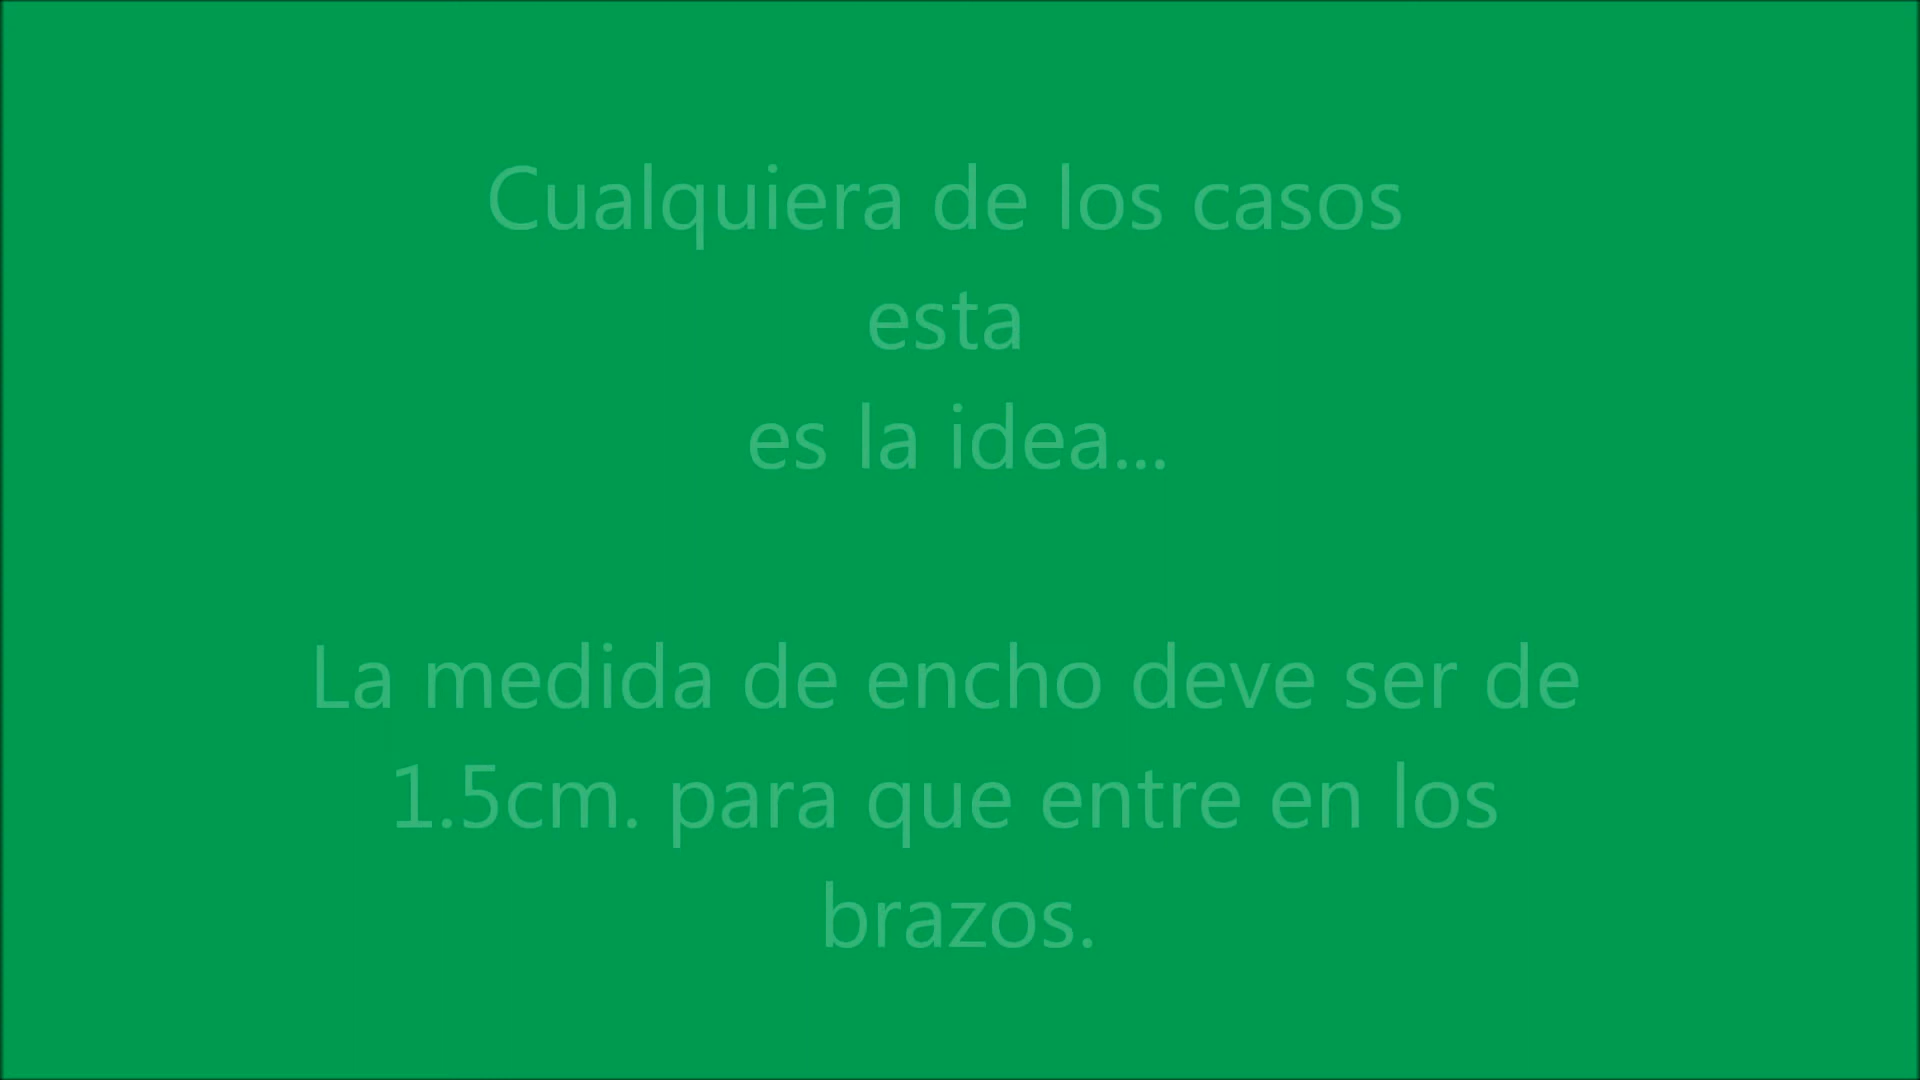 Cualquiera de los casos
esta
es la idea...
La medida de encho deve ser de
1.5cm. para que entre en los
brazos.